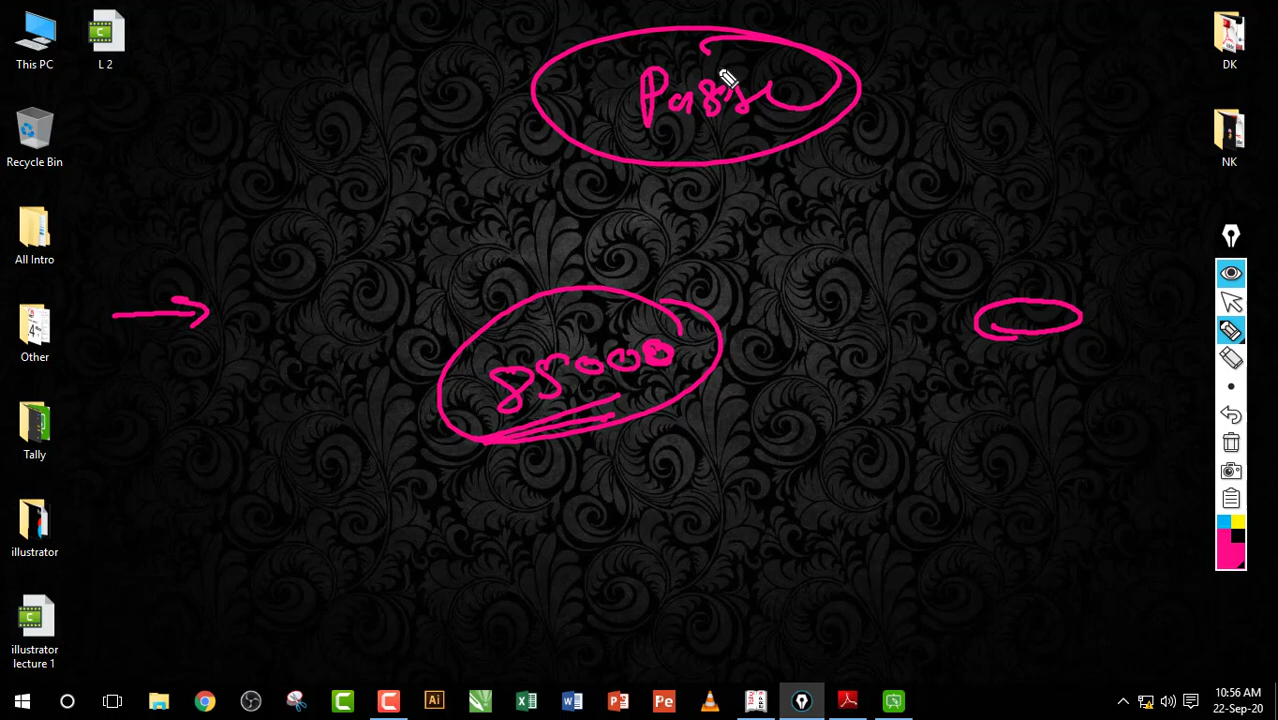 This PC
L 2
DK
Recycle Bin
NK
All Intro
85000
Other
Tally
illustrator
illustrator
lecture 1
10:56 AM
22-Sep-20